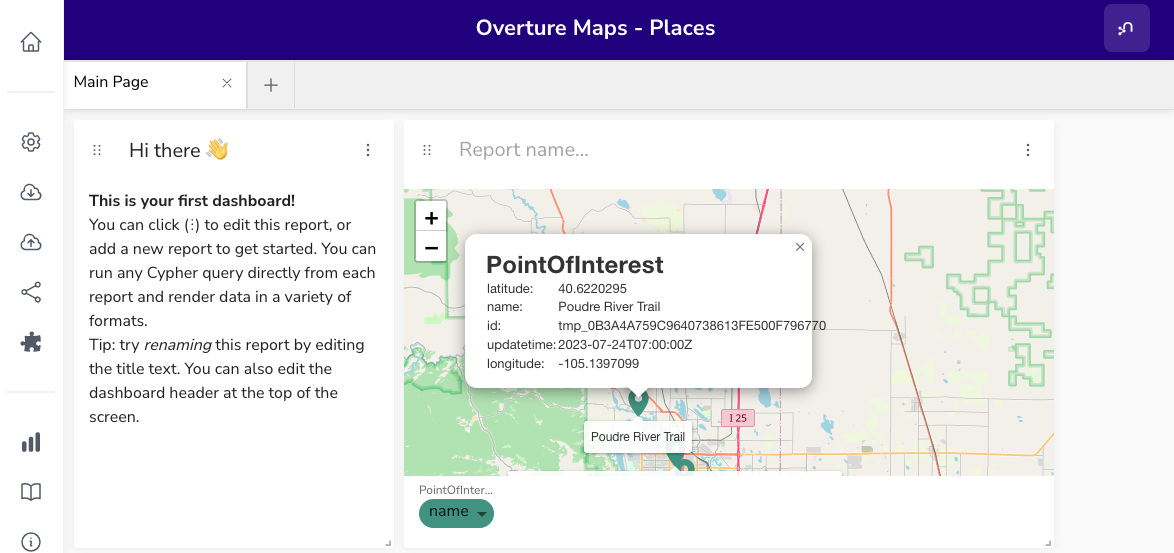 Overture Maps - Places
Main Page
Hi there 👋
This is your first dashboard!
You can click (⋮) to edit this report, or
add a new report to get started. You can
run any Cypher query directly from each
report and render data in a variety of
formats.
Tip: try renaming this report by editing
the title text. You can also edit the
dashboard header at the top of the
screen.
Report name...
+
−
PointOfInterest
latitude: 40.6220295
name: Poudre River Trail
id: tmp_0B3A4A759C9640738613FE500F796770
updatetime: 2023-07-24T07:00:00Z
longitude: -105.1397099
I 25
Poudre River Trail
PointOfInter...
name